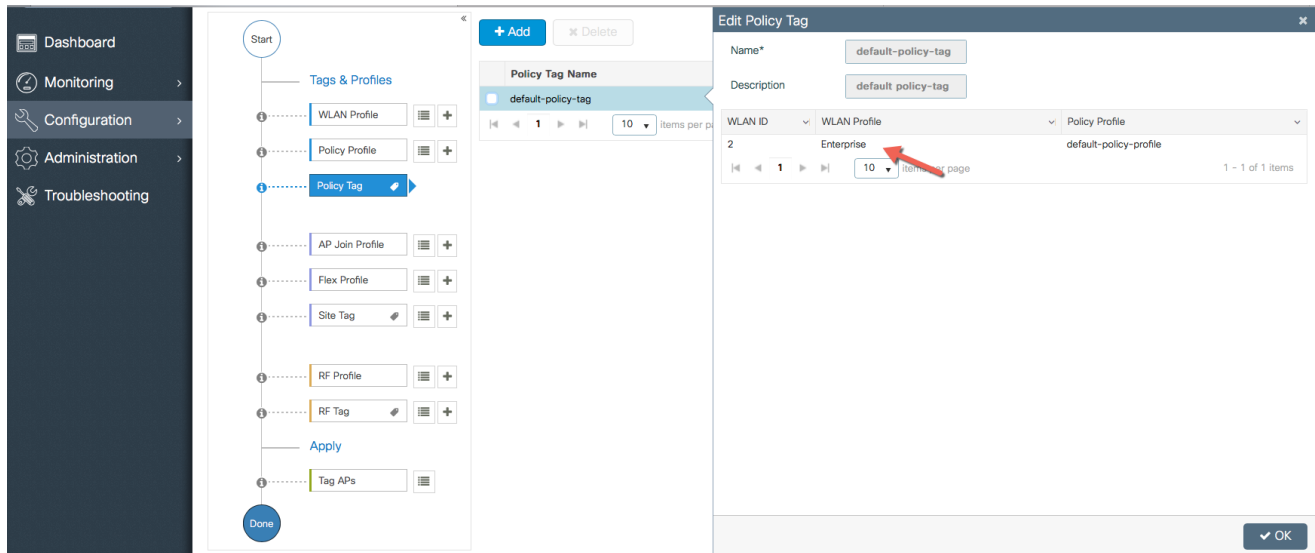 Dashboard
Monitoring
Configuration
Administration
Troubleshooting
Start
Tags & Profiles
WLAN Profile
Policy Profile
Policy Tag
AP Join Profile
Flex Profile
Site Tag
RF Profile
RF Tag
Apply
Tag APs
Done
+ Add
✖ Delete
Policy Tag Name
default-policy-tag
1 10 items per
Edit Policy Tag
Name* default-policy-tag
Description default policy-tag
WLAN ID WLAN Profile Policy Profile
2 Enterprise default-policy-profile
1 10 items per page 1 - 1 of 1 items
OK